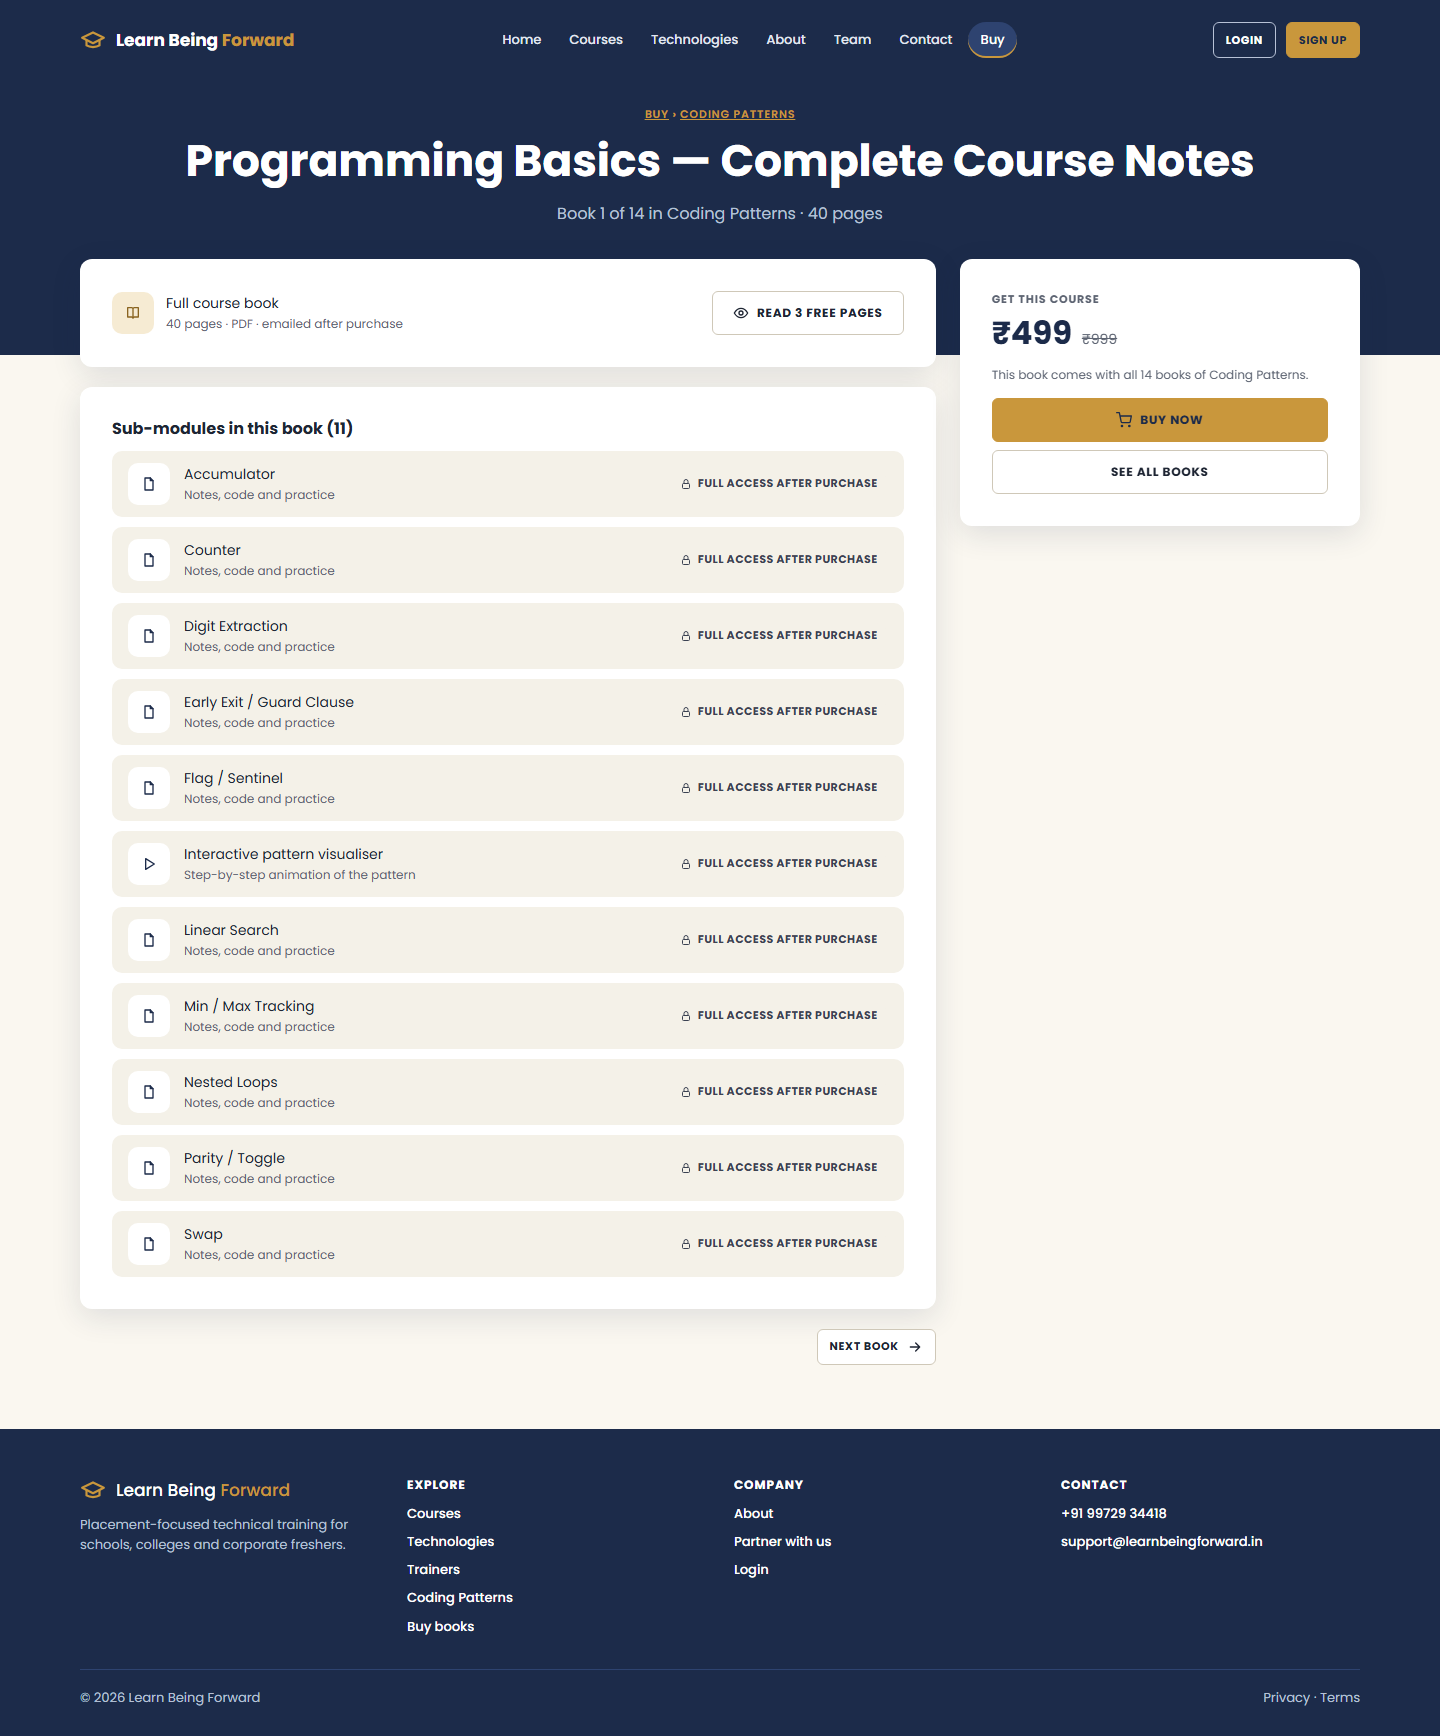 Learn Being Forward
Home
Courses
Technologies
About
Team
Contact
Buy
LOGIN
SIGN UP
BUY › CODING PATTERNS
Programming Basics — Complete Course Notes
Book 1 of 14 in Coding Patterns · 40 pages
Full course book
40 pages · PDF · emailed after purchase
READ 3 FREE PAGES
GET THIS COURSE
₹499 ₹999
This book comes with all 14 books of Coding Patterns.
BUY NOW
SEE ALL BOOKS
Sub-modules in this book (11)
Accumulator
Notes, code and practice
FULL ACCESS AFTER PURCHASE
Counter
Notes, code and practice
FULL ACCESS AFTER PURCHASE
Digit Extraction
Notes, code and practice
FULL ACCESS AFTER PURCHASE
Early Exit / Guard Clause
Notes, code and practice
FULL ACCESS AFTER PURCHASE
Flag / Sentinel
Notes, code and practice
FULL ACCESS AFTER PURCHASE
Interactive pattern visualiser
Step-by-step animation of the pattern
FULL ACCESS AFTER PURCHASE
Linear Search
Notes, code and practice
FULL ACCESS AFTER PURCHASE
Min / Max Tracking
Notes, code and practice
FULL ACCESS AFTER PURCHASE
Nested Loops
Notes, code and practice
FULL ACCESS AFTER PURCHASE
Parity / Toggle
Notes, code and practice
FULL ACCESS AFTER PURCHASE
Swap
Notes, code and practice
FULL ACCESS AFTER PURCHASE
NEXT BOOK →
Learn Being Forward
Placement-focused technical training for
schools, colleges and corporate freshers.
EXPLORE
Courses
Technologies
Trainers
Coding Patterns
Buy books
COMPANY
About
Partner with us
Login
CONTACT
+91 99729 34418
support@learnbeingforward.in
© 2026 Learn Being Forward
Privacy · Terms